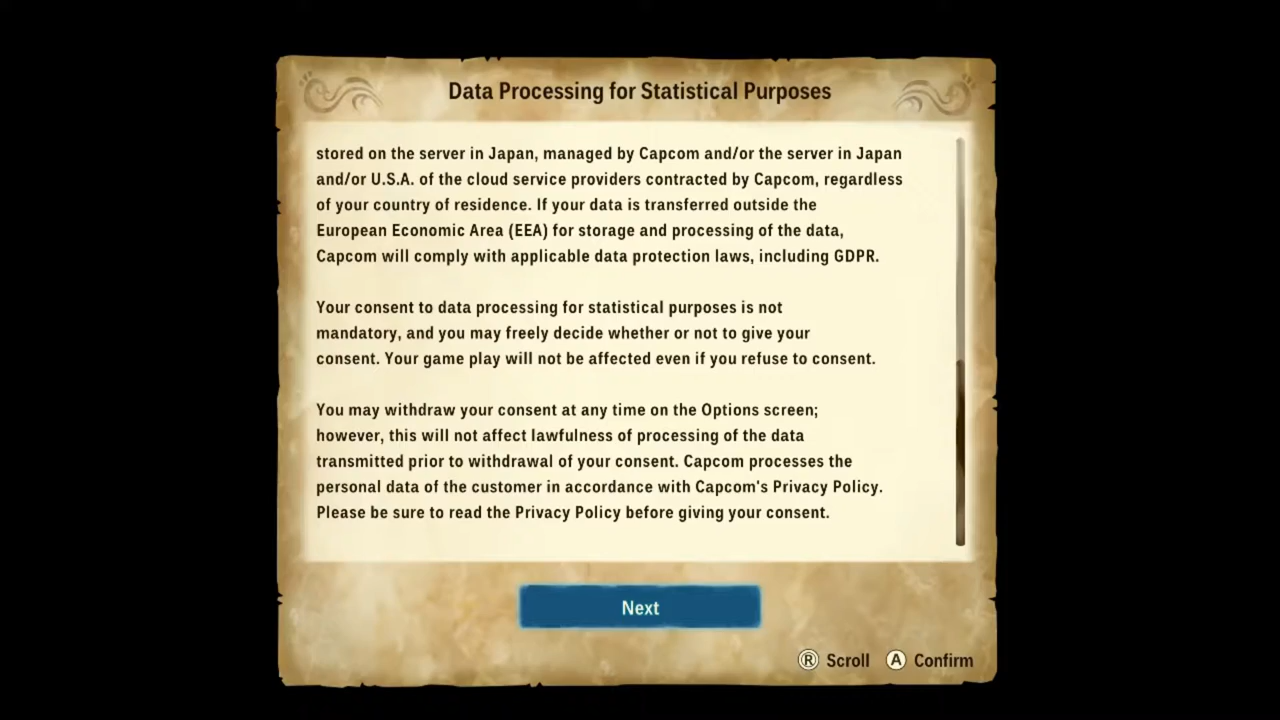 Data Processing for Statistical Purposes
stored on the server in Japan, managed by Capcom and/or the server in Japan
and/or U.S.A. of the cloud service providers contracted by Capcom, regardless
of your country of residence. If your data is transferred outside the
European Economic Area (EEA) for storage and processing of the data,
Capcom will comply with applicable data protection laws, including GDPR.
Your consent to data processing for statistical purposes is not
mandatory, and you may freely decide whether or not to give your
consent. Your game play will not be affected even if you refuse to consent.
You may withdraw your consent at any time on the Options screen;
however, this will not affect lawfulness of processing of the data
transmitted prior to withdrawal of your consent. Capcom processes the
personal data of the customer in accordance with Capcom's Privacy Policy.
Please be sure to read the Privacy Policy before giving your consent.
Next
R Scroll A Confirm